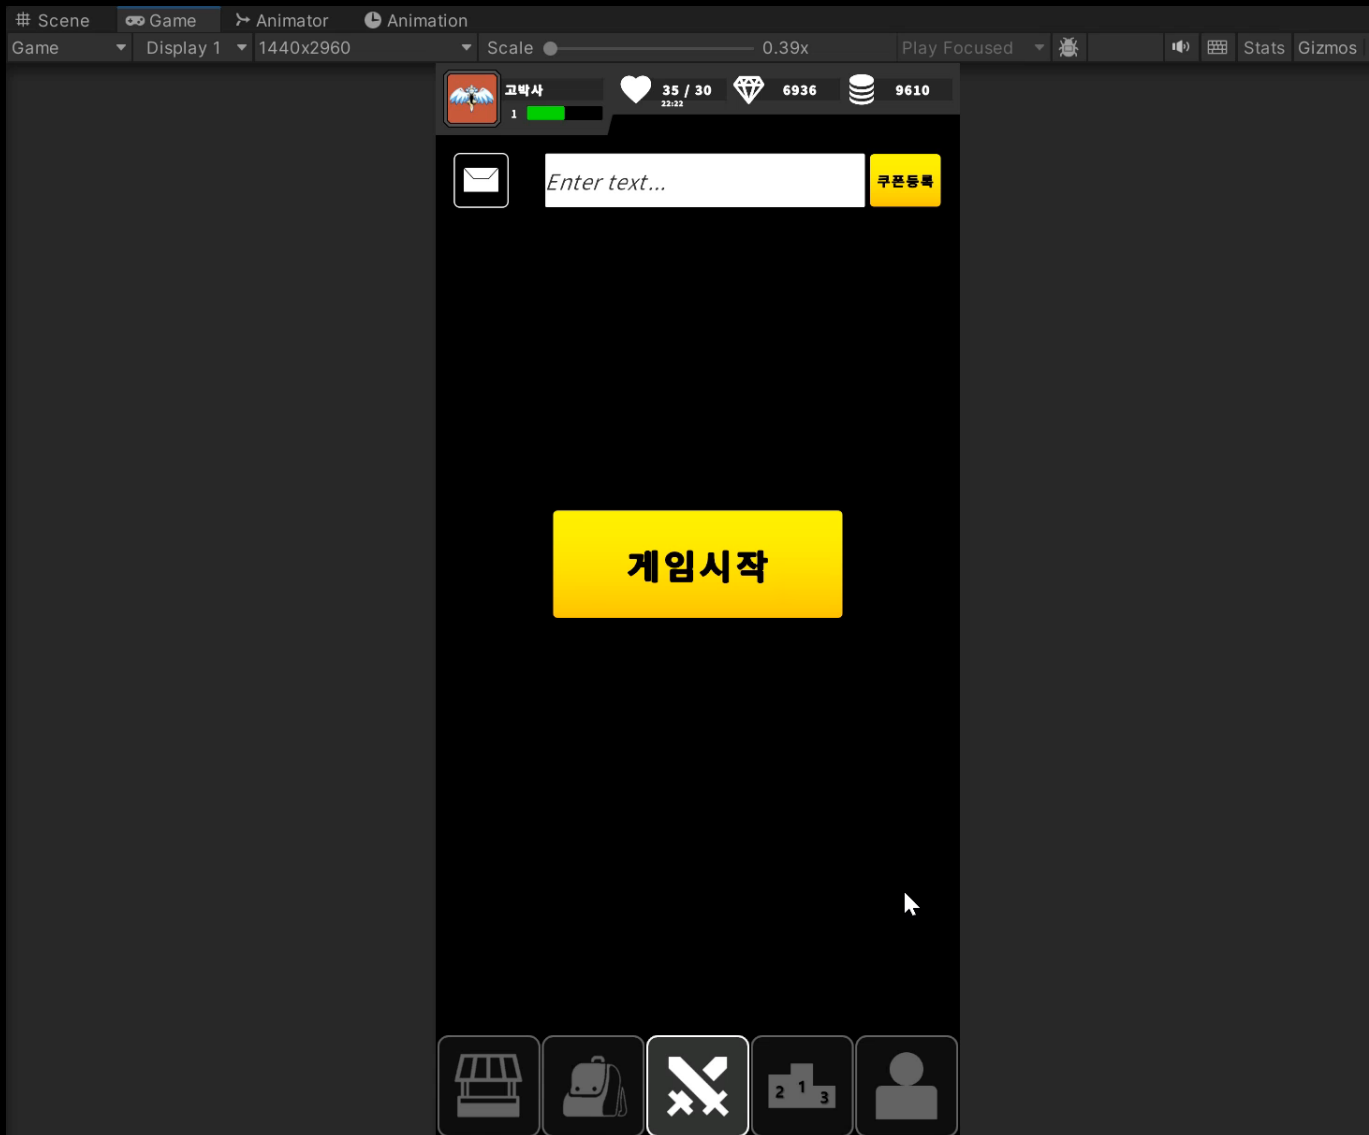 Scene Game Animator Animation
Game Display 1 1440x2960 Scale 0.39x Play Focused Stats Gizmos
고박사 35 / 30 6936 9610
22:22
1
Enter text... 쿠폰등록
게임시작
2 1 3